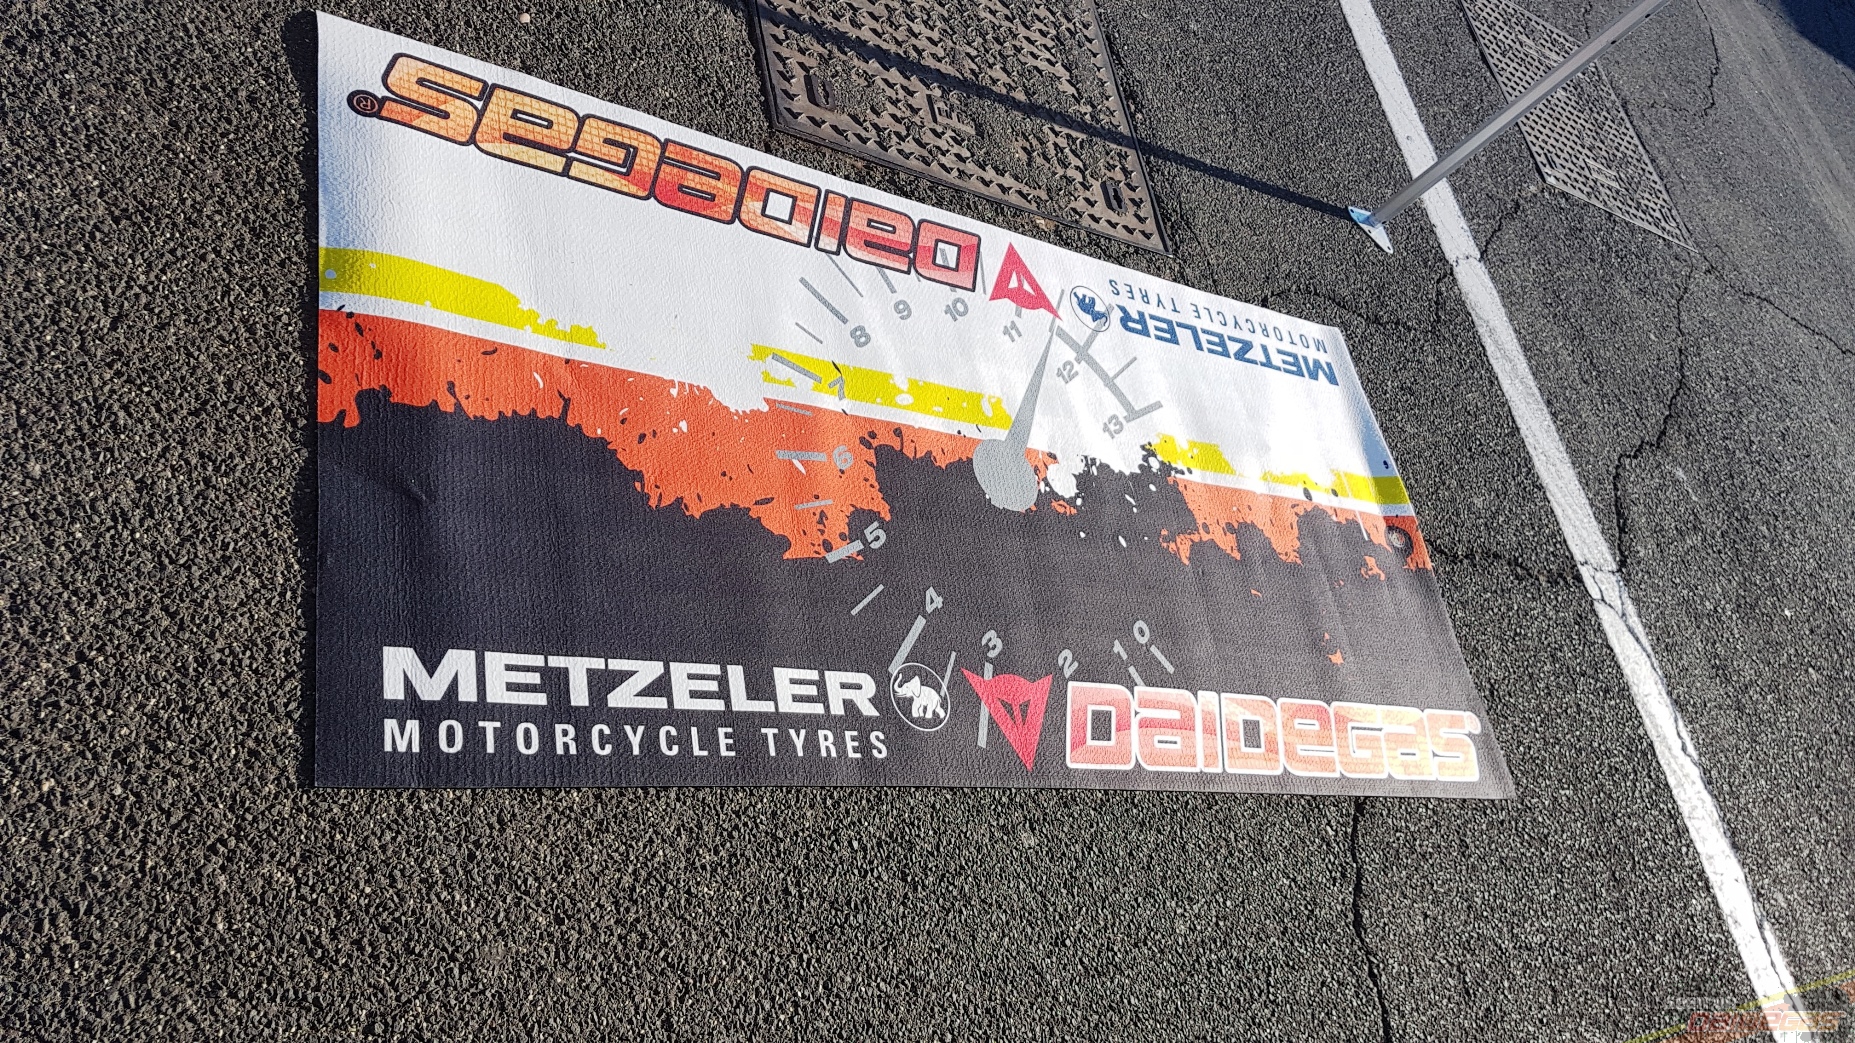 DaiDeGas®
METZELER
MOTORCYCLE TYRES
13
12
11
10
9
8
7
6
5
4
3
2
1
0
METZELER
MOTORCYCLE TYRES
DaiDeGas®